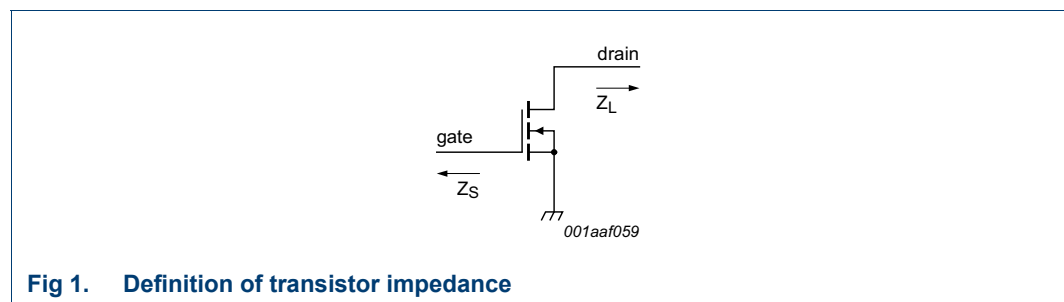 drain
Z_L
gate
Z_S
001aaf059
Fig 1. Definition of transistor impedance